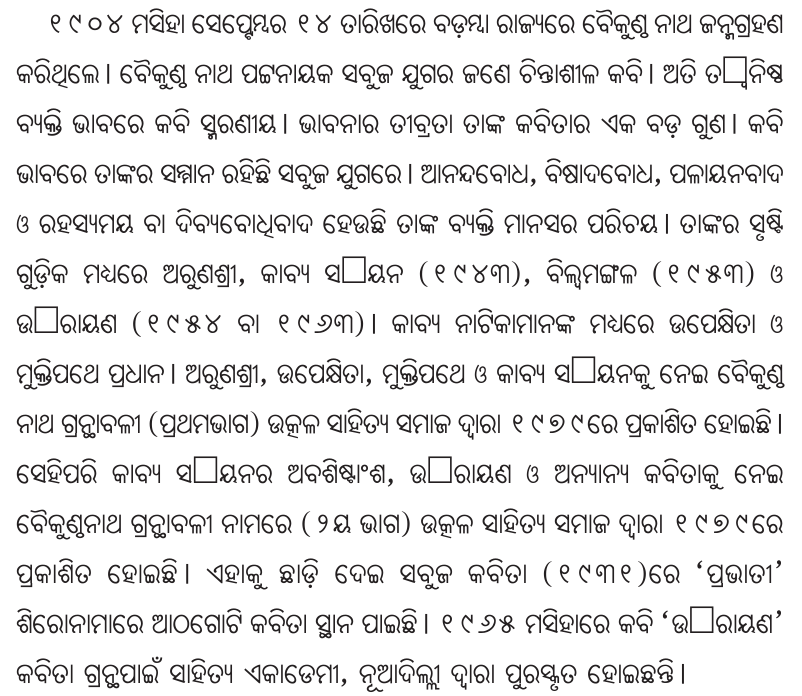 ୧୯୦୪ ମସିହା ସେପ୍ଟେମ୍ବର ୧୪ ତାରିଖରେ ବଡ଼ମ୍ବା ରାଜ୍ୟରେ ବୈକୁଣ୍ଠ ନାଥ ଜନ୍ମଗ୍ରହଣ
କରିଥିଲେ। ବୈକୁଣ୍ଠ ନାଥ ପଟ୍ଟନାୟକ ସବୁଜ ଯୁଗର ଜଣେ ଚିନ୍ତାଶୀଳ କବି। ଅତି
ବ୍ୟକ୍ତି ଭାବରେ କବି ସ୍ମରଣୀୟ। ଭାବନାର ତୀବ୍ରତା ତାଙ୍କ କବିତାର ଏକ ବଡ଼ ଗୁଣ। କବି
ଭାବରେ ତାଙ୍କର ସମ୍ମାନ ରହିଛି ସବୁଜ ଯୁଗରେ। ଆନନ୍ଦବୋଧ, ବିଷାଦବୋଧ, ପଳାୟନବାଦ
ଓ ରହସ୍ୟମୟ ବା ଦିବ୍ୟବୋଧିବାଦ ହେଉଛି ତାଙ୍କ ବ୍ୟକ୍ତି ମାନସର ପରିଚୟ। ତାଙ୍କର ସୃଷ୍ଟି
ଗୁଡ଼ିକ ମଧ୍ୟରେ ଅରୁଣଶ୍ରୀ, କାବ୍ୟ ସ□ୟନ (୧୯୪୩), ବିଲ୍ୱମଙ୍ଗଳ (୧୯୫୩) ଓ
ଉ□ରାୟଣ (୧୯୫୪ ବା ୧୯୬୩)। କାବ୍ୟ ନାଟିକାମାନଙ୍କ ମଧ୍ୟରେ ଉପେକ୍ଷିତା ଓ
ମୁକ୍ତିପଥେ ପ୍ରଧାନ। ଅରୁଣଶ୍ରୀ, ଉପେକ୍ଷିତା, ମୁକ୍ତିପଥେ ଓ କାବ୍ୟ ସ□ୟନକୁ ନେଇ ବୈକୁଣ୍ଠ
ନାଥ ଗ୍ରନ୍ଥାବଳୀ (ପ୍ରଥମଭାଗ) ଉତ୍କଳ ସାହିତ୍ୟ ସମାଜ ଦ୍ୱାରା ୧୯୭୯ରେ ପ୍ରକାଶିତ ହୋଇଛି।
ସେହିପରି କାବ୍ୟ ସ□ୟନର ଅବଶିଷ୍ଟାଂଶ, ଉ□ରାୟଣ ଓ ଅନ୍ୟାନ୍ୟ କବିତାକୁ ନେଇ
ବୈକୁଣ୍ଠନାଥ ଗ୍ରନ୍ଥାବଳୀ ନାମରେ (୨ୟ ଭାଗ) ଉତ୍କଳ ସାହିତ୍ୟ ସମାଜ ଦ୍ୱାରା ୧୯୭୯ରେ
ପ୍ରକାଶିତ ହୋଇଛି। ଏହାକୁ ଛାଡ଼ି ଦେଇ ସବୁଜ କବିତା (୧୯୩୧)ରେ ‘ପ୍ରଭାତୀ’
ଶିରୋନାମାରେ ଆଠଗୋଟି କବିତା ସ୍ଥାନ ପାଇଛି। ୧୯୬୫ ମସିହାରେ କବି ‘ଉ□ରାୟଣ’
କବିତା ଗ୍ରନ୍ଥପାଇଁ ସାହିତ୍ୟ ଏକାଡେମୀ, ନୂଆଦିଲ୍ଲୀ ଦ୍ୱାରା ପୁରସ୍କୃତ ହୋଇଛନ୍ତି।